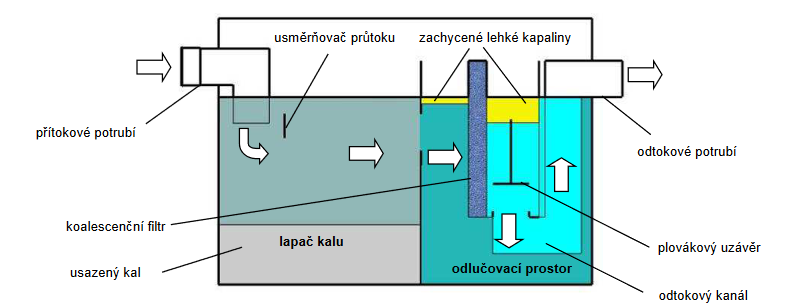 usměrňovač průtoku
zachycené lehké kapaliny
přítokové potrubí
odtokové potrubí
koalescenční filtr
lapač kalu
plovákový uzávěr
usazený kal
odlučovací prostor
odtokový kanál